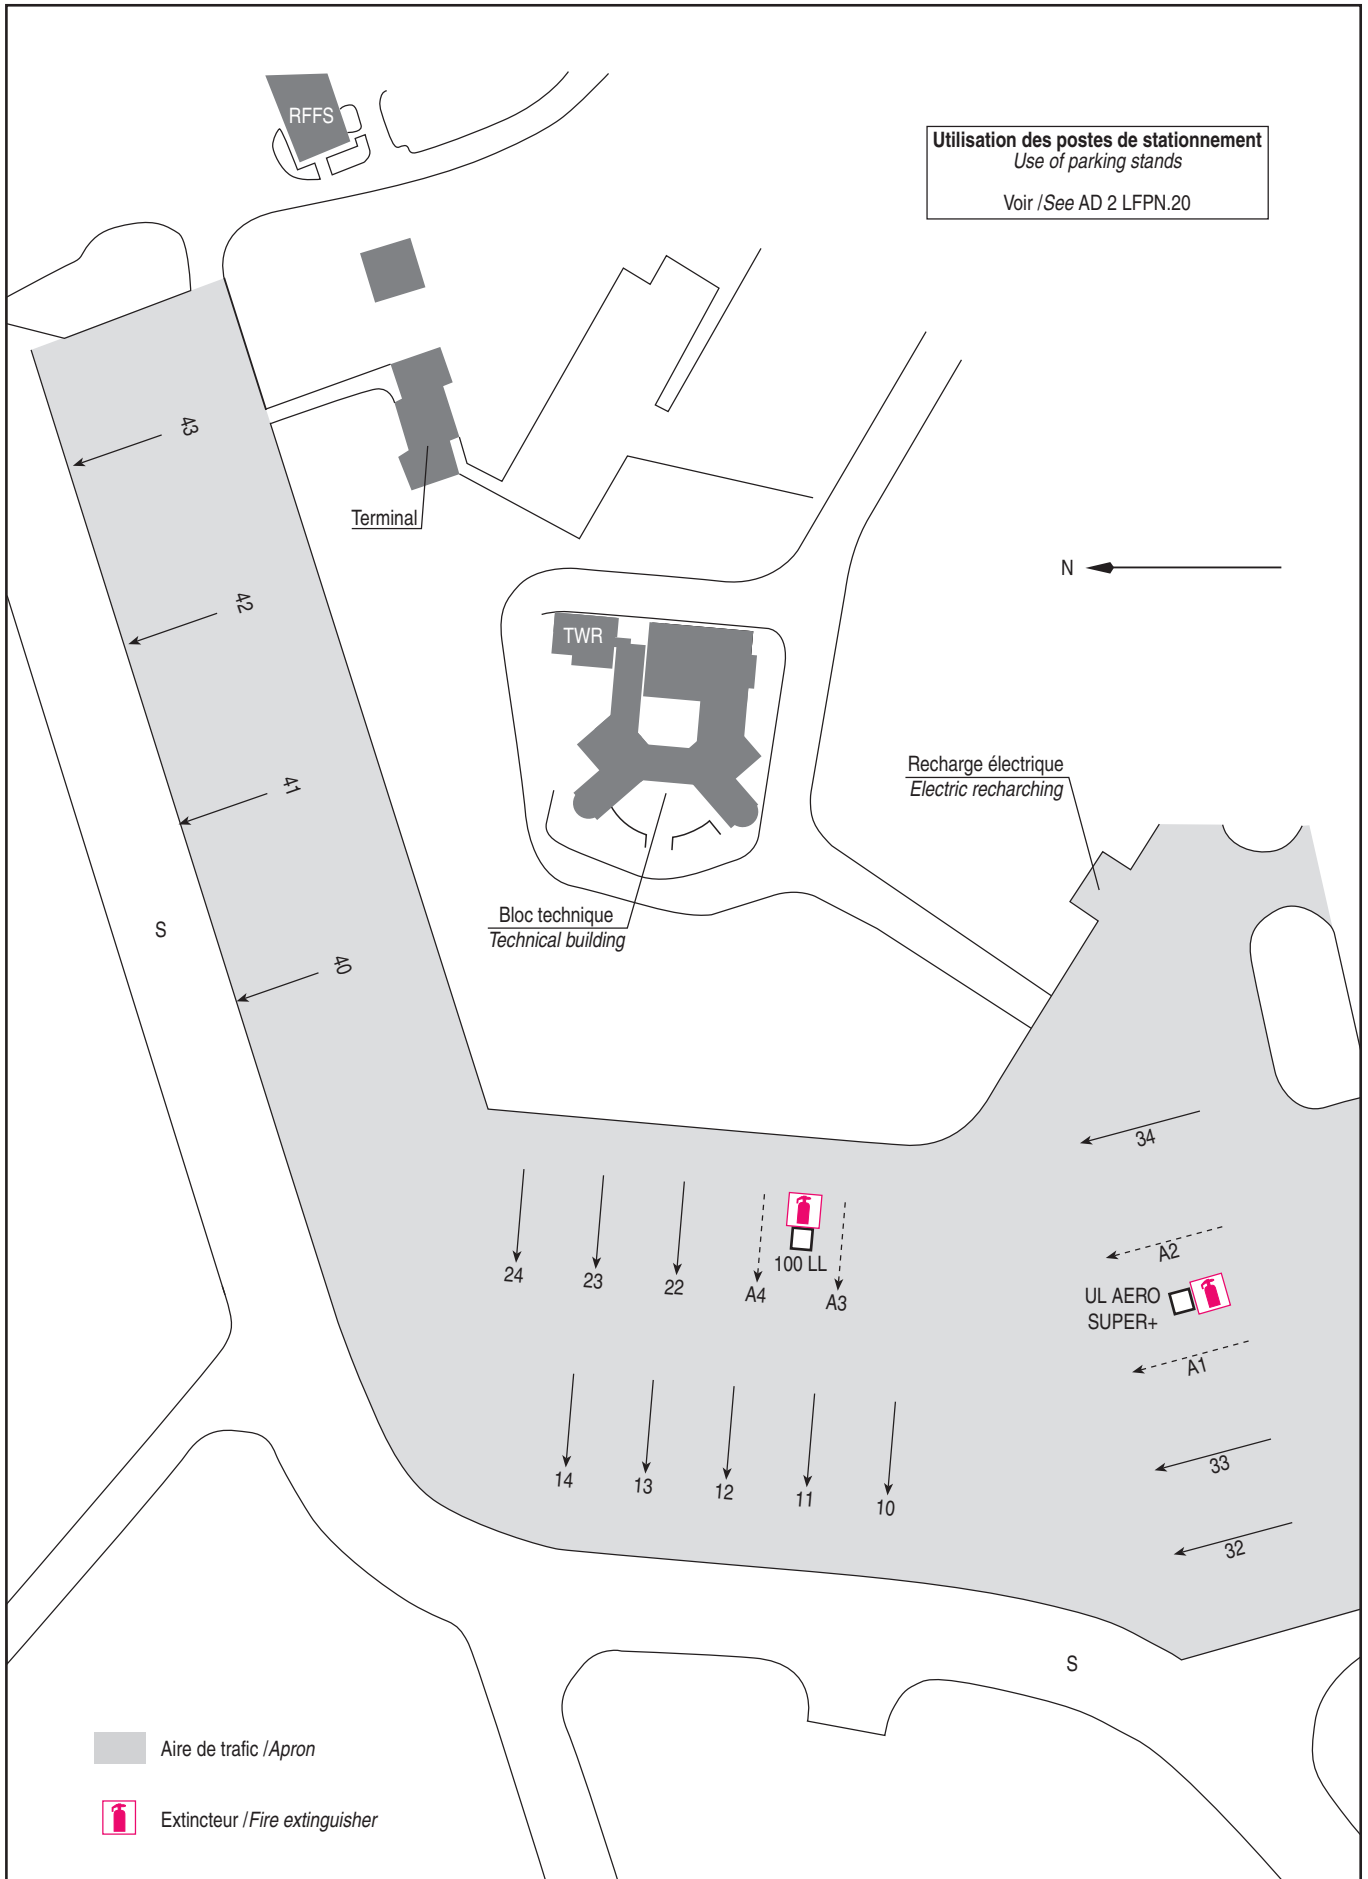 RFFS
Utilisation des postes de stationnement
Use of parking stands
Voir /See AD 2 LFPN.20
43
Terminal
N
42
TWR
Recharge électrique
Electric recharching
41
Bloc technique
Technical building
S
40
34
A2
24
23
22
A4
100 LL
A3
UL AERO
SUPER+
A1
14
13
12
11
10
33
32
S
Aire de trafic /Apron
Extincteur /Fire extinguisher